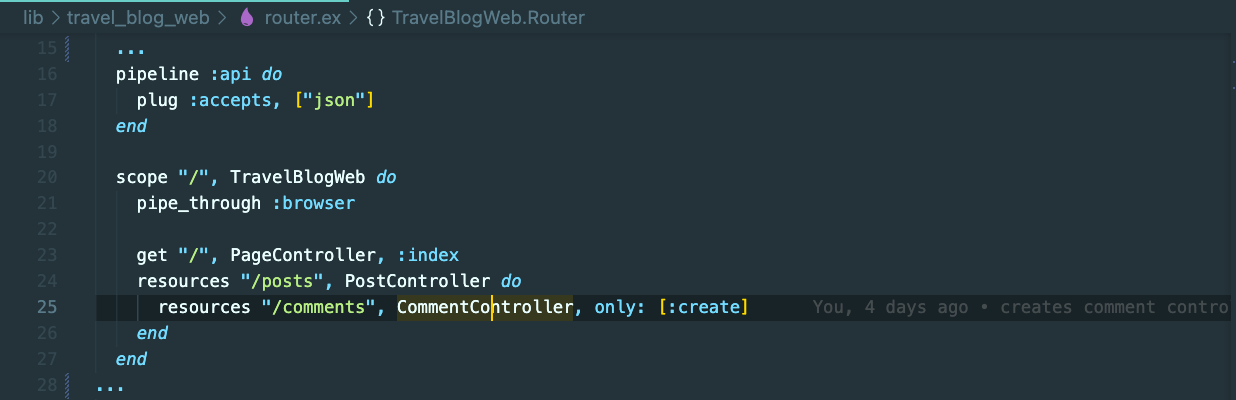 lib > travel_blog_web > router.ex > {} TravelBlogWeb.Router
15 ...
16 pipeline :api do
17 plug :accepts, ["json"]
18 end
19
20 scope "/", TravelBlogWeb do
21 pipe_through :browser
22
23 get "/", PageController, :index
24 resources "/posts", PostController do
25 resources "/comments", CommentController, only: [:create] You, 4 days ago • creates comment contro
26 end
27 end
28 ...